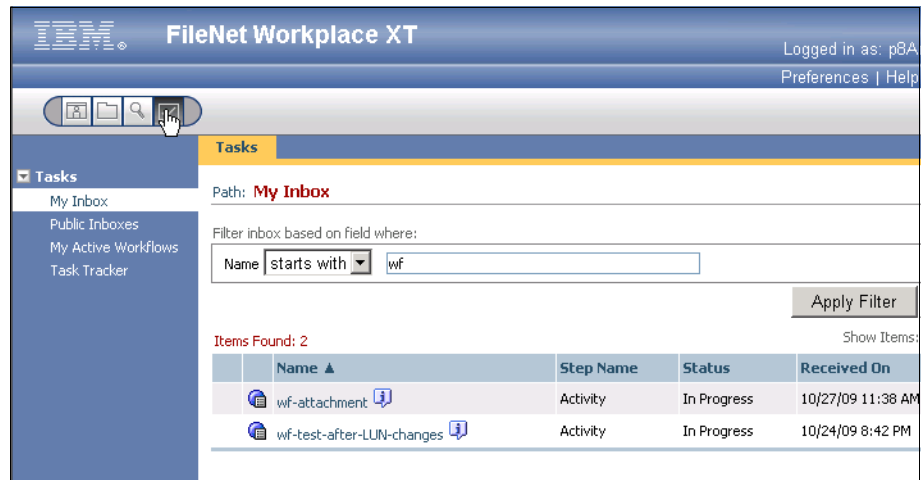 IBM® FileNet Workplace XT
Logged in as: p8A
Preferences | Help
Tasks
Tasks
My Inbox
Public Inboxes
My Active Workflows
Task Tracker
Path: My Inbox
Filter inbox based on field where:
Name starts with wf
Apply Filter
Items Found: 2 Show Items:
Name Step Name Status Received On
wf-attachment Activity In Progress 10/27/09 11:38 AM
wf-test-after-LUN-changes Activity In Progress 10/24/09 8:42 PM